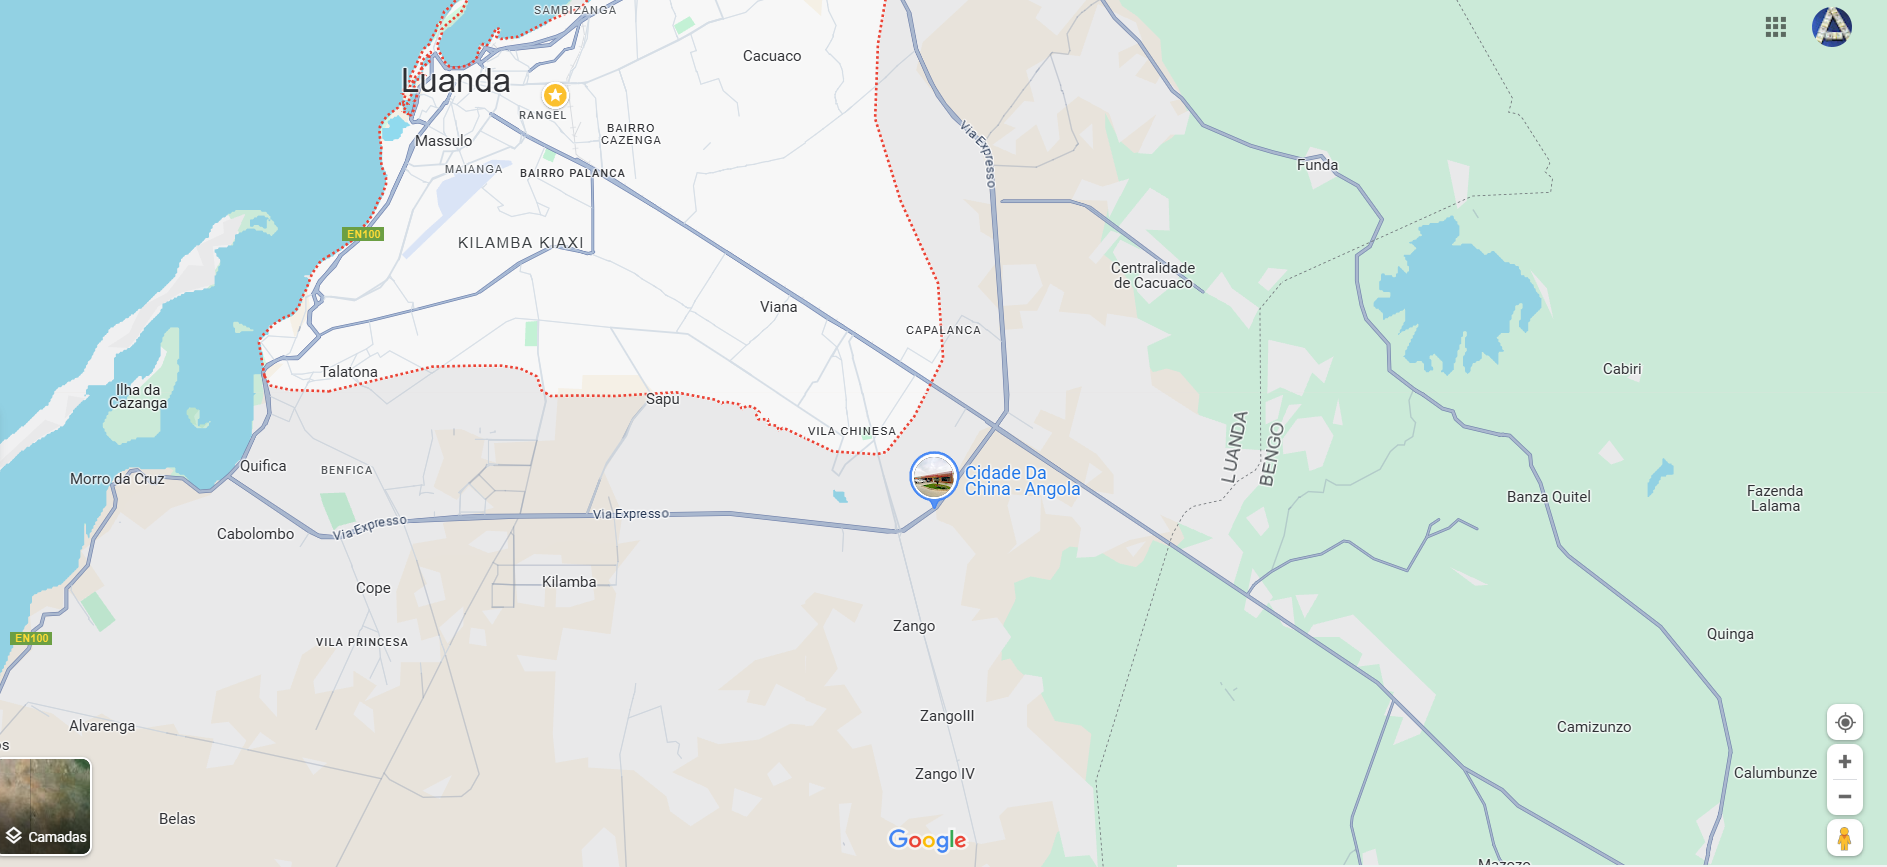 SAMBIZANGA
Cacuaco
Luanda
RANGEL
BAIRRO
CAZENGA
Massulo
MAIANGA
BAIRRO PALANCA
Via Expresso
Funda
EN100
KILAMBA KIAXI
Centralidade
de Cacuaco
Viana
CAPALANCA
Talatona
Cabiri
Ilha da
Cazanga
Sapu
VILA CHINESA
LUANDA
BENGO
Quifica
BENFICA
Morro da Cruz
Cidade Da
China - Angola
Banza Quitel
Fazenda
Lalama
Via Expresso
Via Expresso
Cabolombo
Kilamba
Cope
Zango
EN100
VILA PRINCESA
Quinga
ZangoIII
Alvarenga
Camizunzo
os
Zango IV
Calumbunze
Belas
Camadas
Google
Mazozo